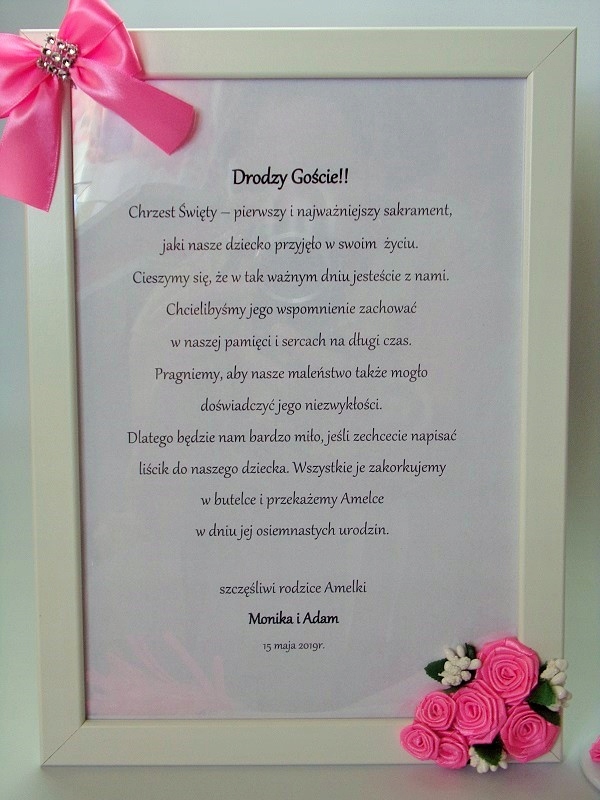 Drodzy Goście!!
Chrzest Święty – pierwszy i najważniejszy sakrament,
jaki nasze dziecko przyjęło w swoim życiu.
Cieszymy się, że w tak ważnym dniu jesteście z nami.
Chcielibyśmy jego wspomnienie zachować
w naszej pamięci i sercach na długi czas.
Pragniemy, aby nasze maleństwo także mogło
doświadczyć jego niezwykłości.
Dlatego będzie nam bardzo miło, jeśli zechcecie napisać
liścik do naszego dziecka. Wszystkie je zakorkujemy
w butelce i przekażemy Amelce
w dniu jej osiemnastych urodzin.
szczęśliwi rodzice Amelki
Monika i Adam
15 maja 2019r.